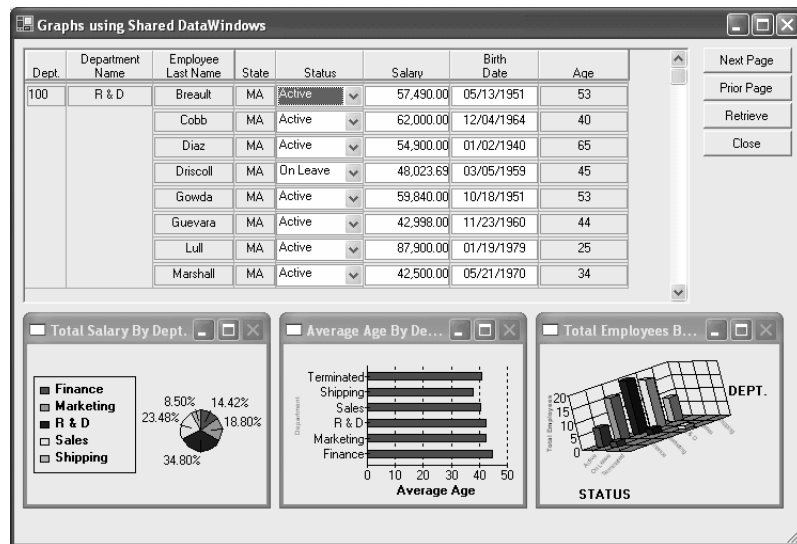 Graphs using Shared DataWindows
Dept. Department Name Employee Last Name State Status Salary Birth Date Age
100 R & D Breault MA Active 57,490.00 05/13/1951 53
Cobb MA Active 62,000.00 12/04/1964 40
Diaz MA Active 54,900.00 01/02/1940 65
Driscoll MA On Leave 48,023.69 03/05/1959 45
Gowda MA Active 59,840.00 10/18/1951 53
Guevara MA Active 42,998.00 11/23/1960 44
Lull MA Active 87,900.00 01/19/1979 25
Marshall MA Active 42,500.00 05/21/1970 34
Next Page
Prior Page
Retrieve
Close
Total Salary By Dept.
Finance
Marketing
R & D
Sales
Shipping
8.50% 14.42%
23.48% 18.80%
34.80%
Average Age By De...
Department
Terminated
Shipping
Sales
R & D
Marketing
Finance
0 10 20 30 40 50
Average Age
Total Employees B...
Total Employees
20
15
10
5
0
DEPT.
Active
On Leave
Terminated
STATUS